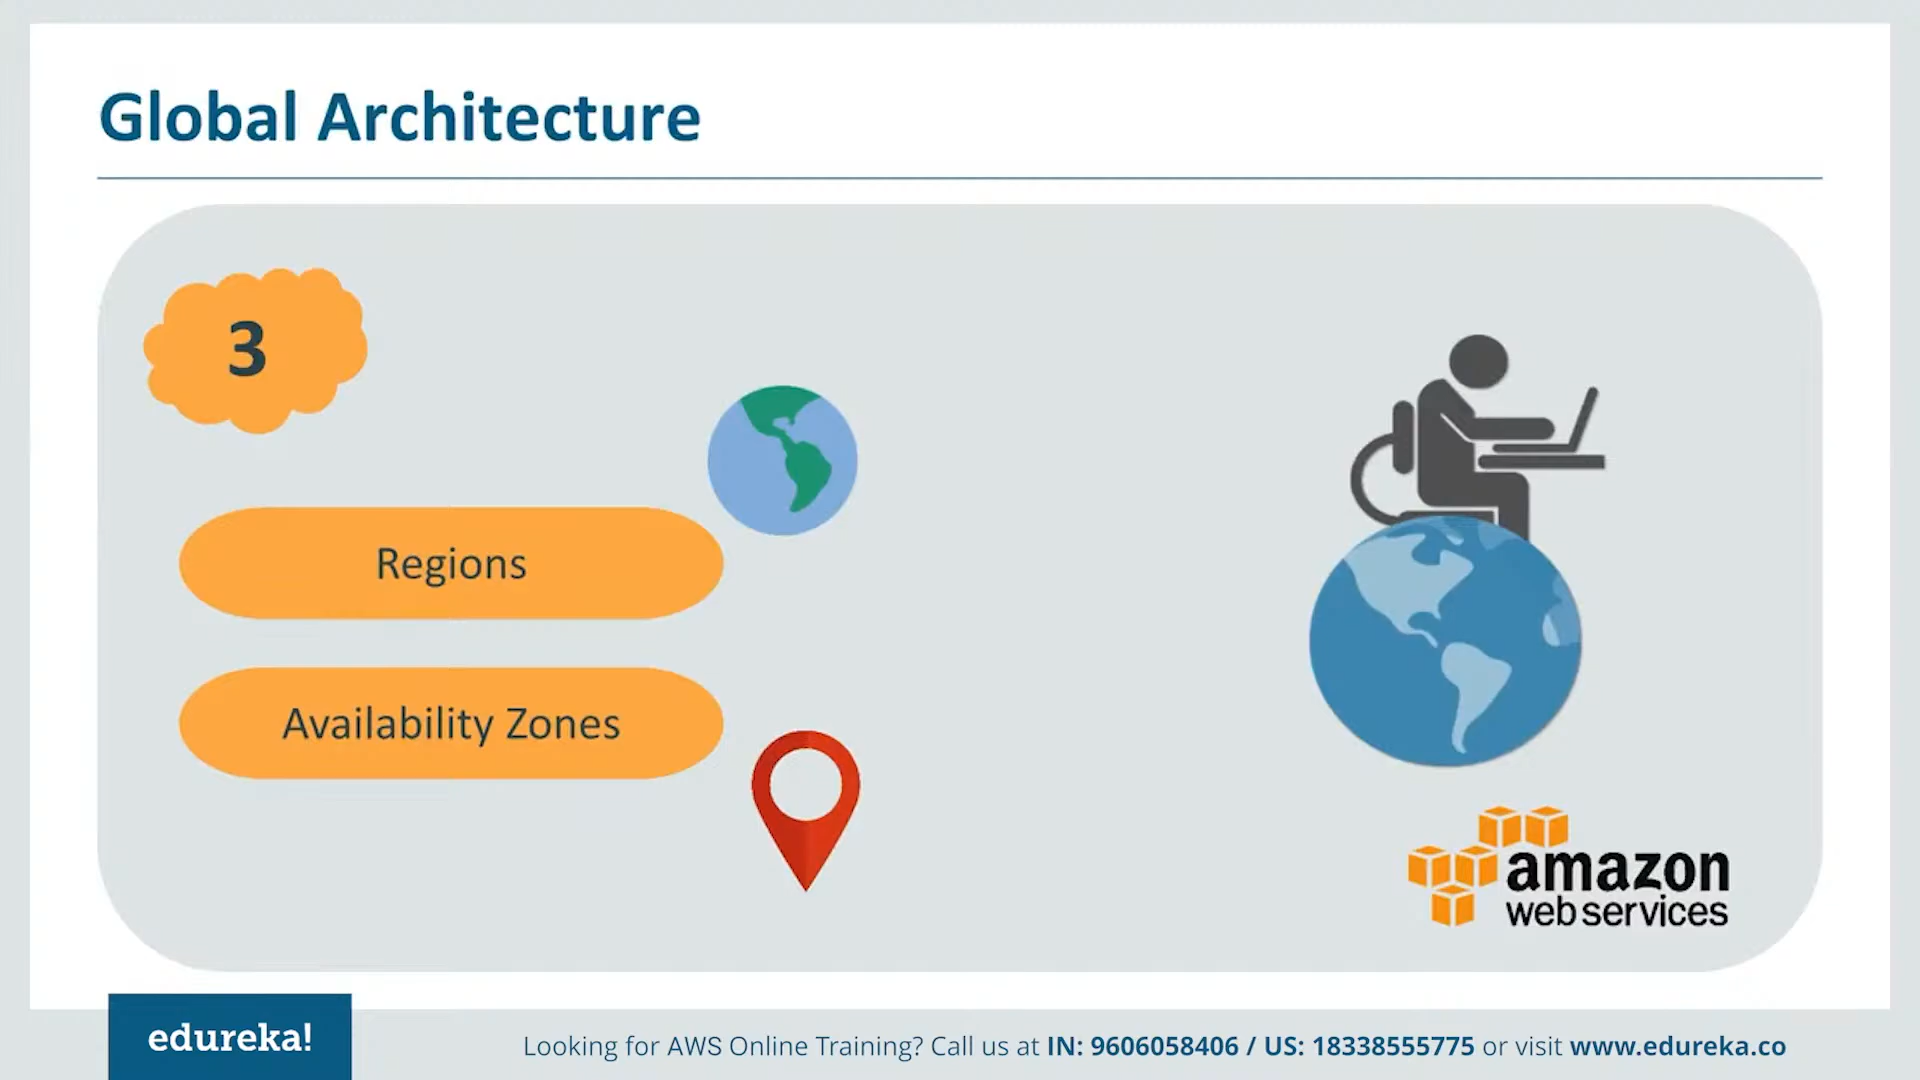 Global Architecture
3
Regions
Availability Zones
amazon
web services
edureka!
Looking for AWS Online Training? Call us at IN: 9606058406 / US: 18338555775 or visit www.edureka.co